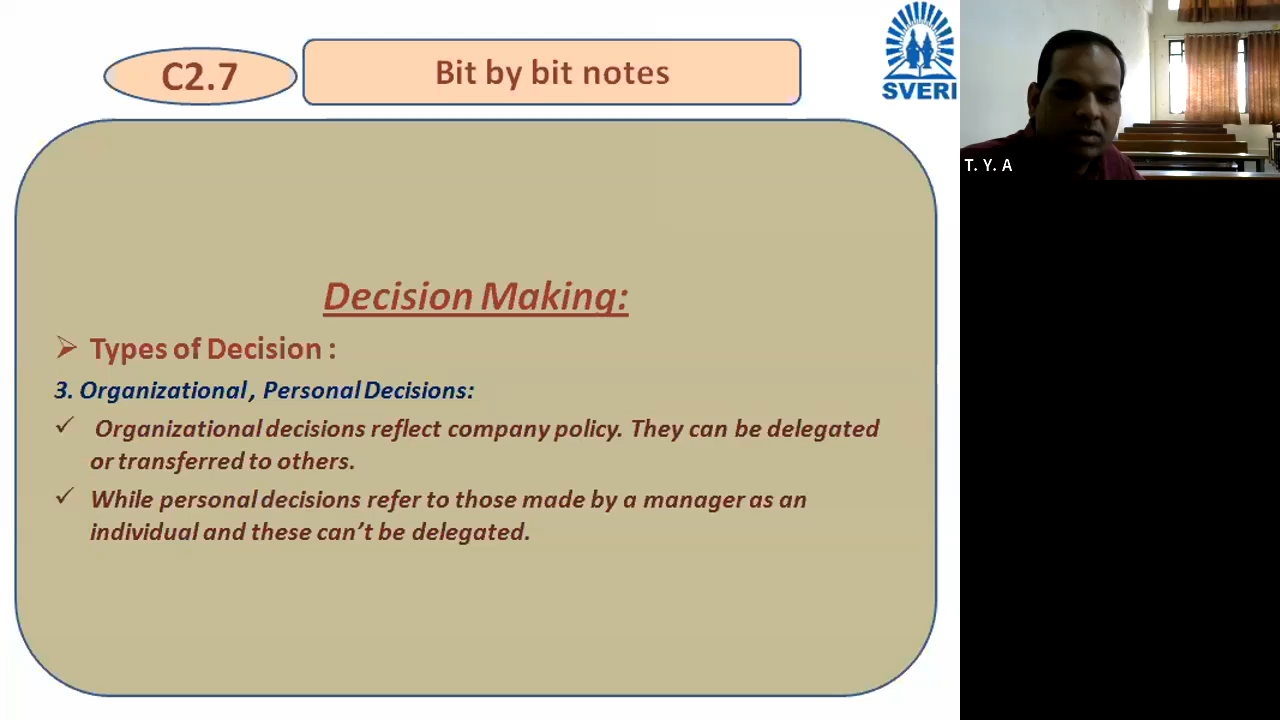 C2.7
Bit by bit notes
SVERI
T. Y. A
Decision Making:
Types of Decision :
3. Organizational , Personal Decisions:
Organizational decisions reflect company policy. They can be delegated
or transferred to others.
While personal decisions refer to those made by a manager as an
individual and these can’t be delegated.